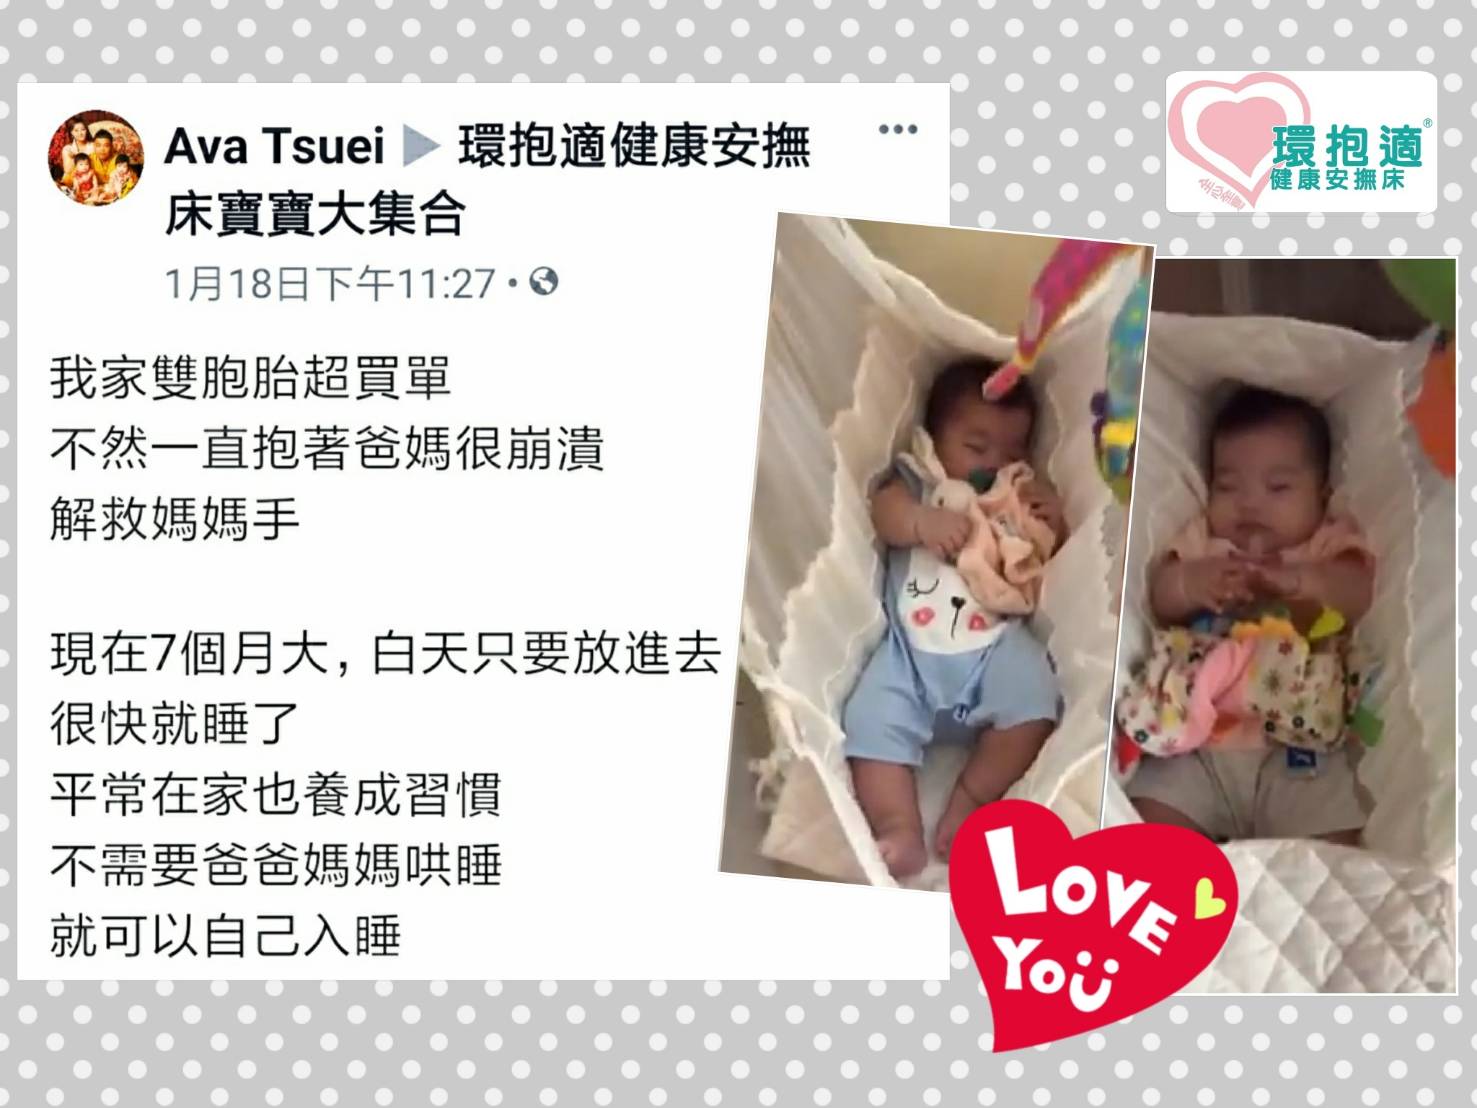 Ava Tsuei ▶ 環抱適健康安撫
床寶寶大集合
1月18日下午11:27
我家雙胞胎超買單
不然一直抱著爸媽很崩潰
解救媽媽手
現在7個月大，白天只要放進去
很快就睡了
平常在家也養成習慣
不需要爸爸媽媽哄睡
就可以自己入睡
環抱適®
健康安撫床
LOVE
YOU